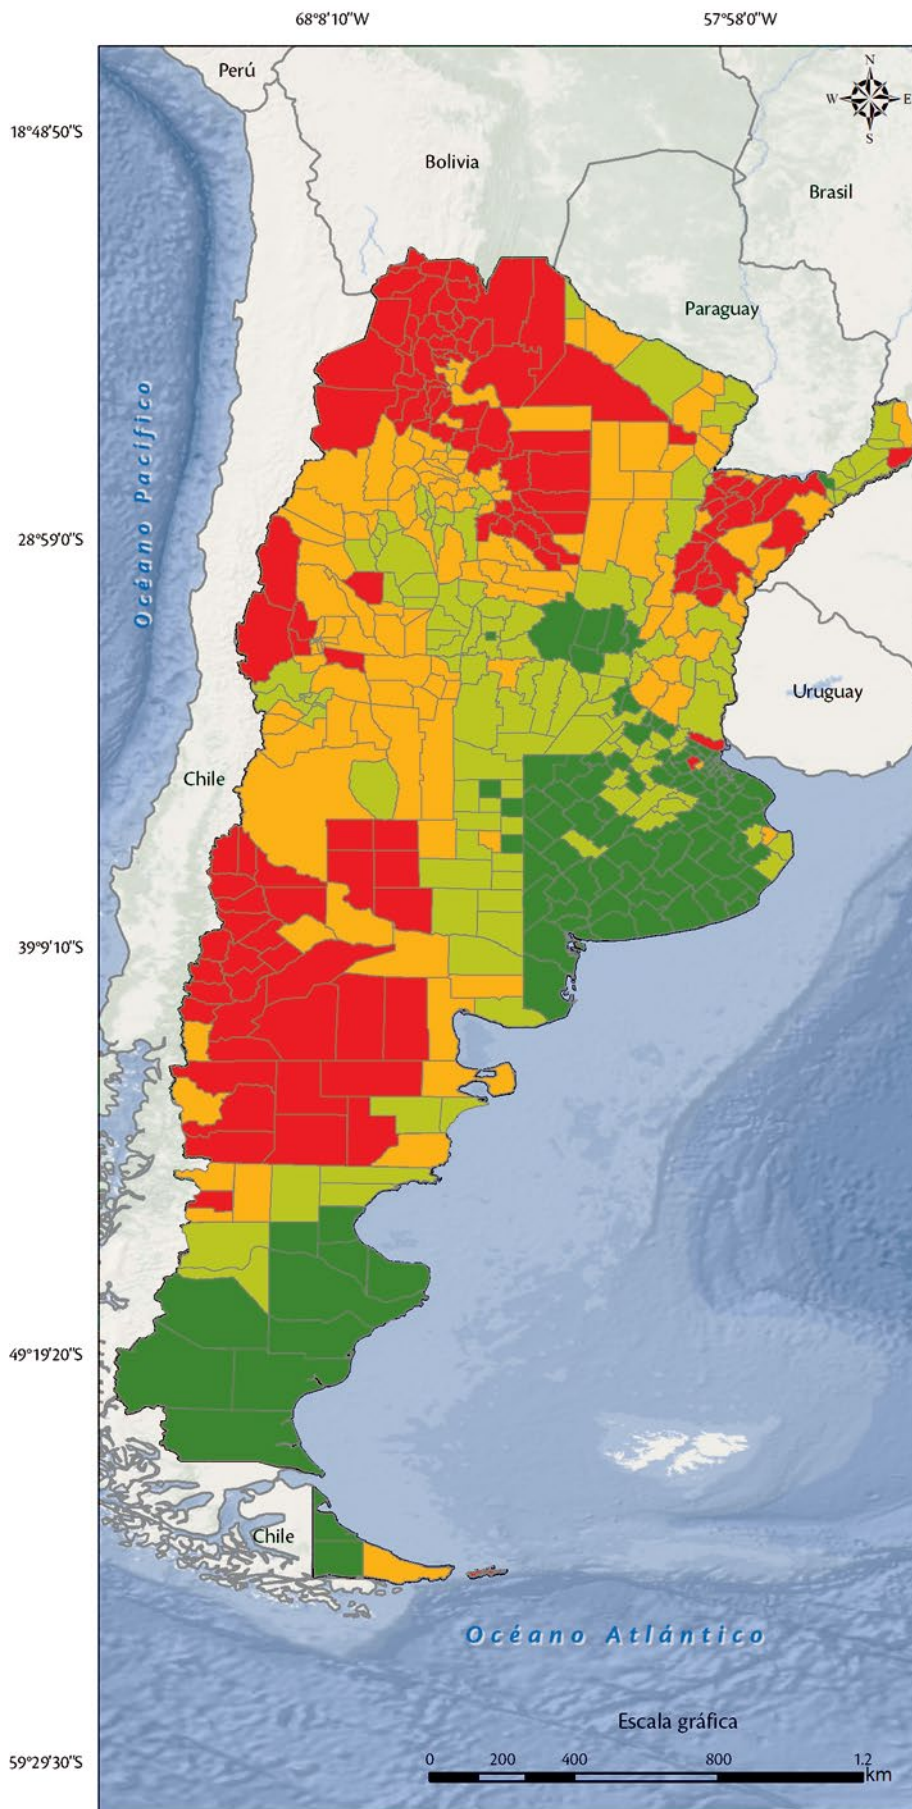 68°8'10"W
57°58'0"W
Perú
N
W
E
S
18°48'50"S
Bolivia
Brasil
Paraguay
Océano Pacífico
28°59'0"S
Uruguay
Chile
39°9'10"S
49°19'20"S
Chile
Océano Atlántico
Escala gráfica
59°29'30"S
0 200 400 800 1.2
km